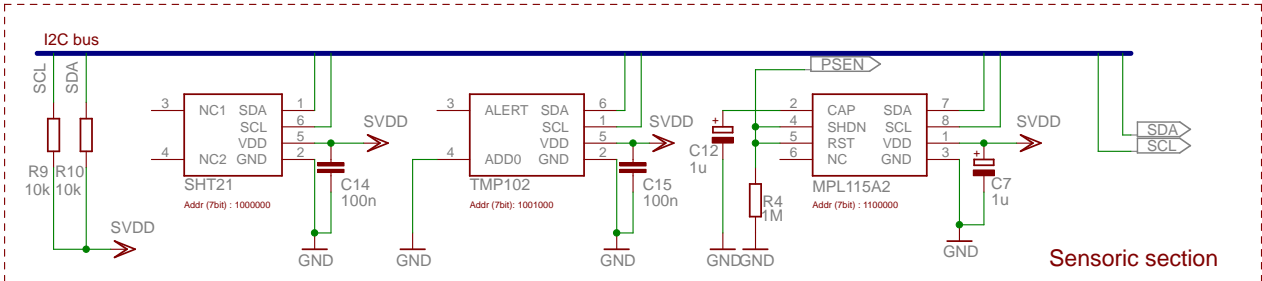 I2C bus
SCL
SDA
R9
10k
R10
10k
SVDD
3 NC1 SDA 1
SCL 6
VDD 5
4 NC2 GND 2
SHT21
Addr (7bit) : 1000000
SVDD
C14
100n
GND
3 ALERT SDA 6
SCL 1
VDD 5
4 ADD0 GND 2
TMP102
Addr (7bit): 1001000
GND
SVDD
C15
100n
GND
PSEN
+
C12
1u
GND
R4
1M
GND
2 CAP SDA 7
4 SHDN SCL 8
5 RST VDD 1
6 NC GND 3
MPL115A2
Addr (7bit) : 1100000
SVDD
+
C7
1u
GND
SDA
SCL
Sensoric section